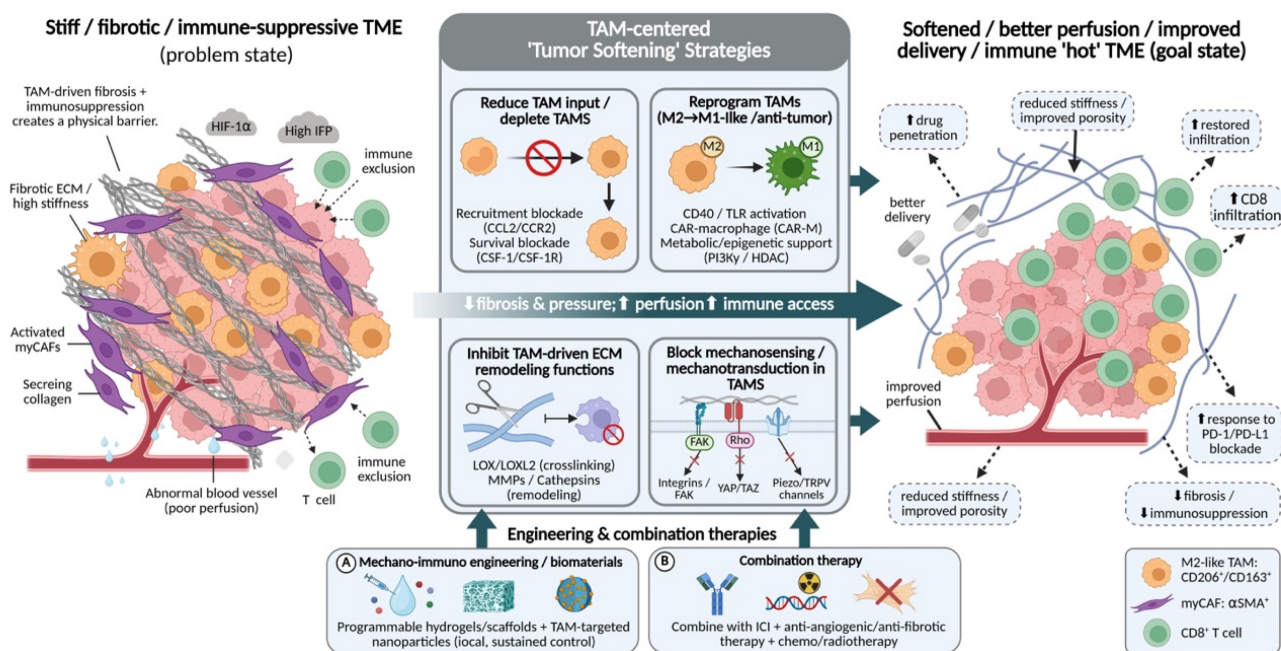 Stiff / fibrotic / immune-suppressive TME
(problem state)
TAM-driven fibrosis +
immunosuppression
creates a physical barrier.
HIF-1α
High IFP
immune
exclusion
Fibrotic ECM /
high stiffness
Activated
myCAFs
Secreing
collagen
Abnormal blood vessel
(poor perfusion)
T cell
immune
exclusion
TAM-centered
'Tumor Softening' Strategies
Reduce TAM input /
deplete TAMS
Recruitment blockade
(CCL2/CCR2)
Survival blockade
(CSF-1/CSF-1R)
Reprogram TAMs
(M2→M1-like /anti-tumor)
M2
M1
CD40 / TLR activation
CAR-macrophage (CAR-M)
Metabolic/epigenetic support
(PI3Kγ / HDAC)
⬇fibrosis & pressure;⬆ perfusion⬆ immune access
Inhibit TAM-driven ECM
remodeling functions
LOX/LOXL2 (crosslinking)
MMPs / Cathepsins
(remodeling)
Block mechanosensing /
mechanotransduction in
TAMS
FAK
Rho
Integrins /
FAK
YAP/TAZ
Piezo/TRPV
channels
Engineering & combination therapies
A Mechano-immuno engineering / biomaterials
Programmable hydrogels/scaffolds + TAM-targeted
nanoparticles (iocal, sustained control)
B Combination therapy
Combine with ICI + anti-angiogenic/anti-fibrotic
therapy + chemo/radiotherapy
Softened / better perfusion / improved
delivery / immune 'hot' TME (goal state)
⬆drug
penetration
reduced stiffness /
improved porosity
⬆restored
infiltration
better
delivery
⬆CD8
infiltration
improved
perfusion
⬆response to
PD-1/PD-L1
blockade
reduced stiffness /
improved porosity
⬇fibrosis /
⬇immunosuppression
M2-like TAM:
CD206⁺/CD163⁺
myCAF: αSMA⁺
CD8⁺ T cell